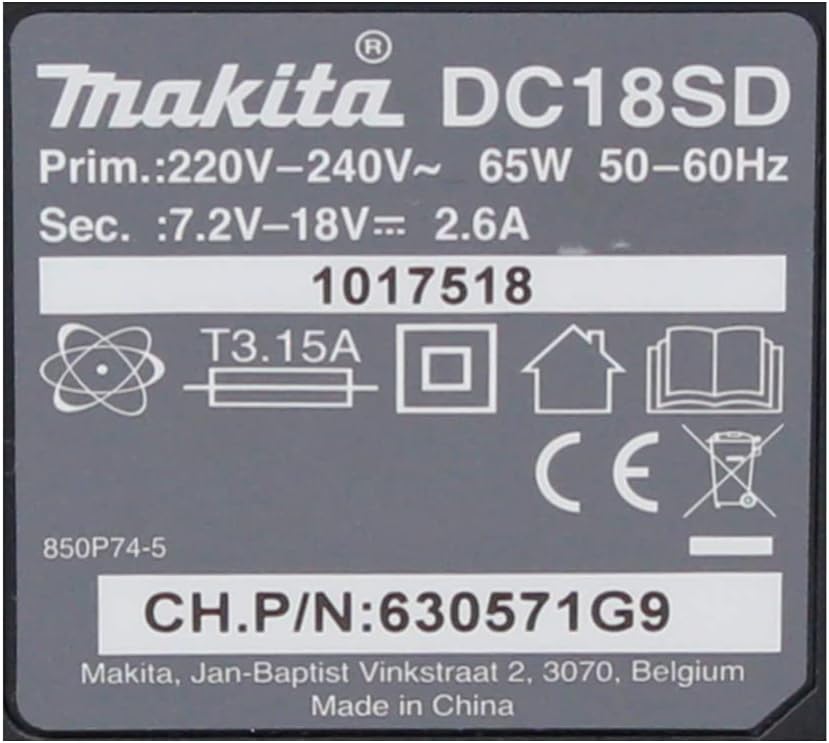 makita® DC18SD
Prim.:220V–240V~ 65W 50–60Hz
Sec. :7.2V–18V⎓ 2.6A
1017518
T3.15A
CE
850P74-5
CH.P/N:630571G9
Makita, Jan-Baptist Vinkstraat 2, 3070, Belgium
Made in China